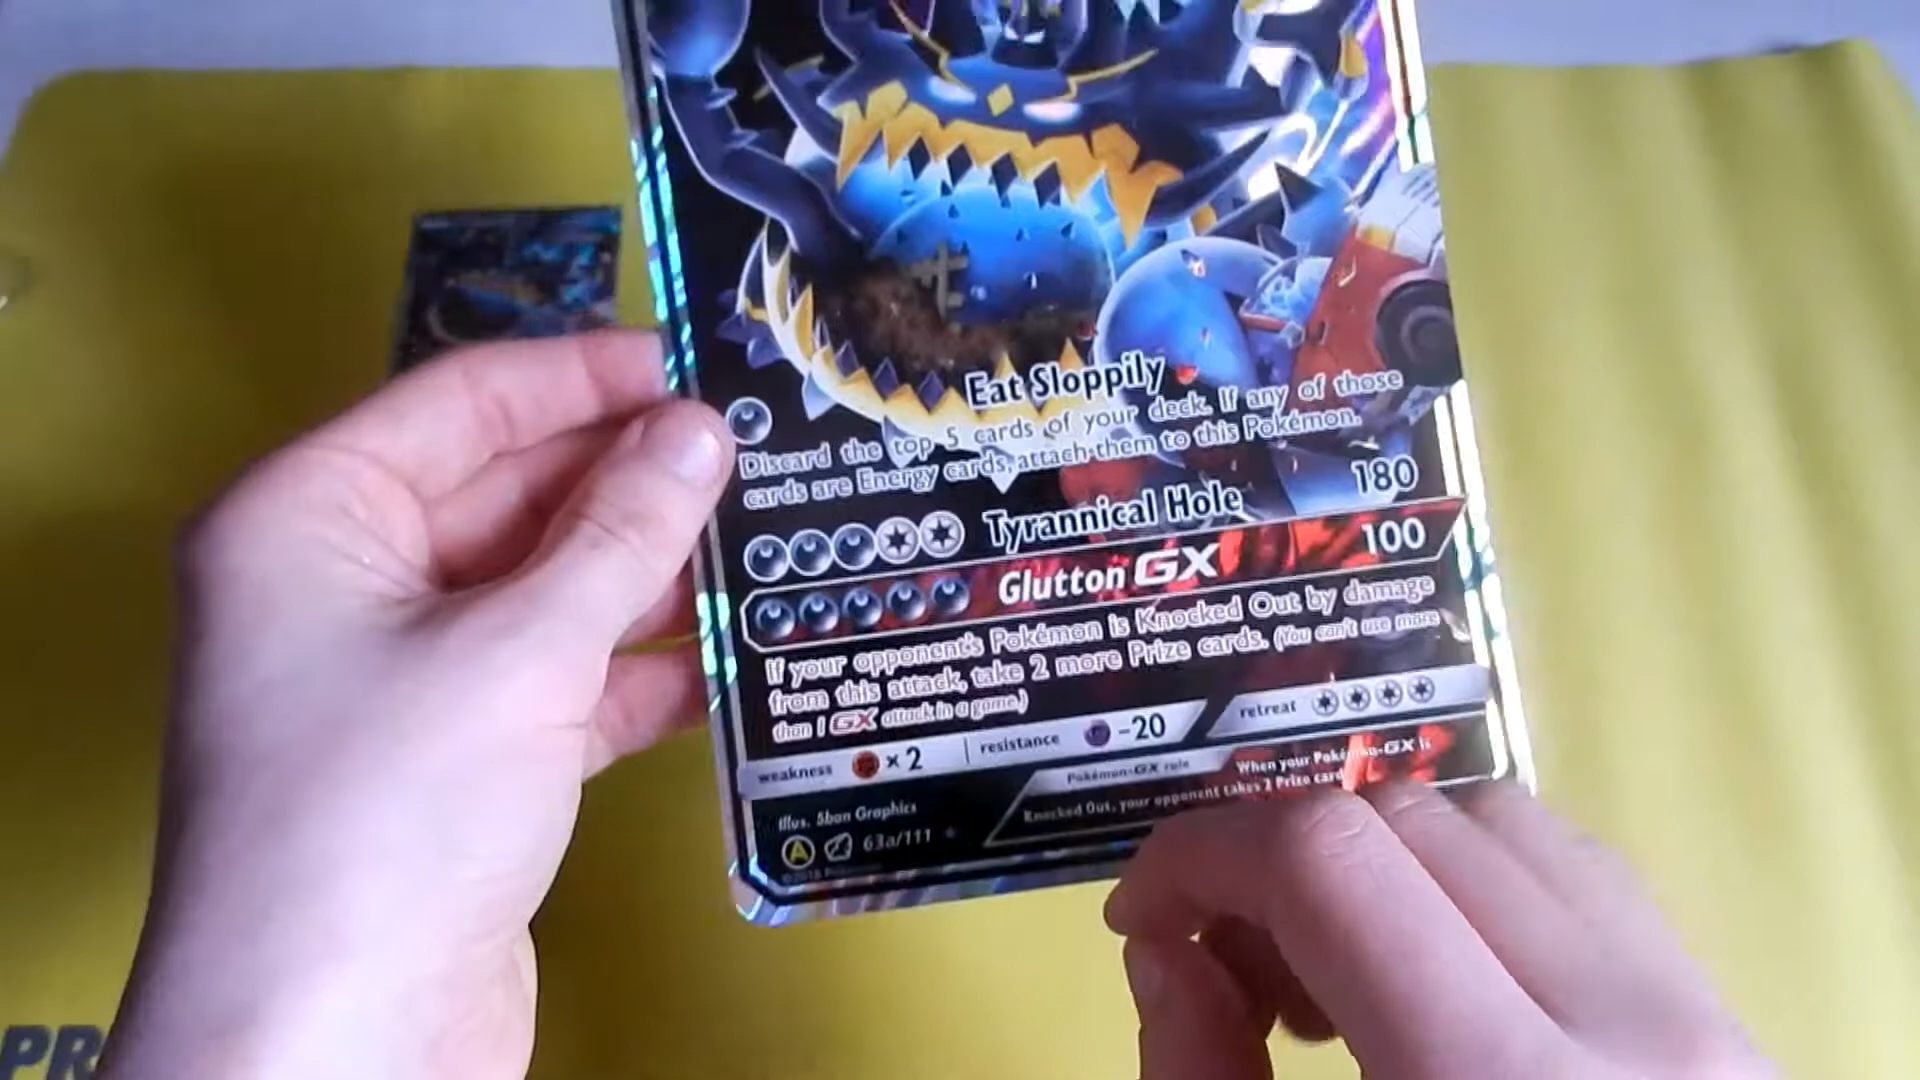 Eat Sloppily
Discard the top 5 cards of your deck. If any of those
cards are Energy cards, attach them to this Pokémon.
Tyrannical Hole 180
Glutton GX 100
If your opponent's Pokémon is Knocked Out by damage
from this attack, take 2 more Prize cards. (You can't use more
than 1 GX attack in a game.)
weakness × 2 resistance -20 retreat
Pokémon-GX rule When your Pokémon-GX is
Knocked Out, your opponent takes 2 Prize card
Illus. 5ban Graphics
A 63a/111
©2018 Pok
PR